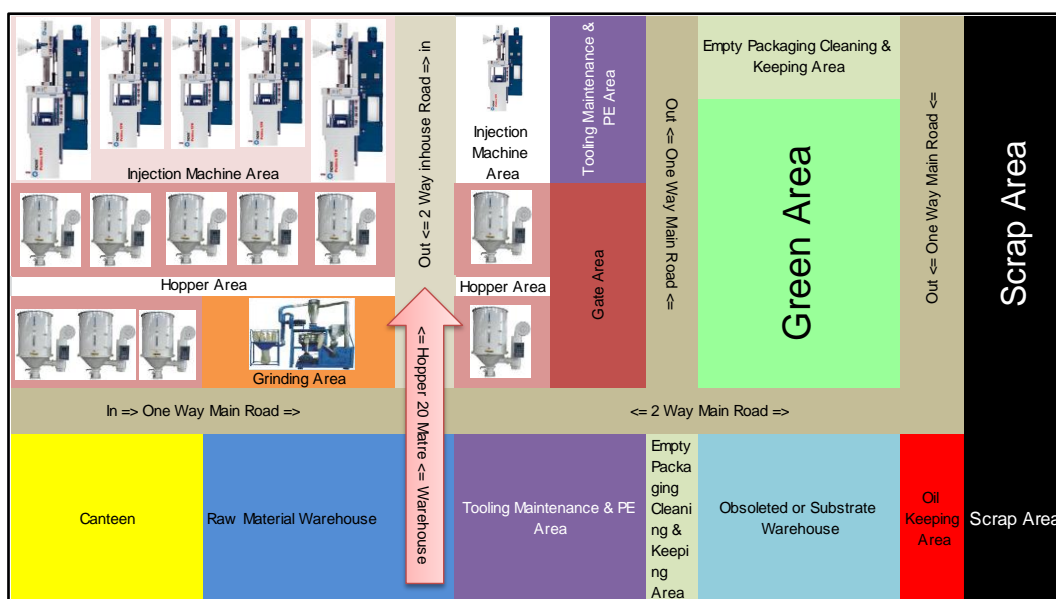 Injection Machine Area
Out <= 2 Way inhouse Road => in
Injection
Machine
Area
Tooling Maintenance &
PE Area
Out <= One Way Main Road <=
Empty Packaging Cleaning &
Keeping Area
Green Area
Out <= One Way Main Road <=
Scrap Area
Hopper Area
Hopper Area
Gate Area
Grinding Area
<= Hopper 20 Matre <= Warehouse
In => One Way Main Road =>
<= 2 Way Main Road =>
Canteen
Raw Material Warehouse
Tooling Maintenance & PE
Area
Empty
Packa
ging
Cleani
ng &
Keepi
ng
Area
Obsoleted or Substrate
Warehouse
Oil
Keeping
Area
Scrap Area